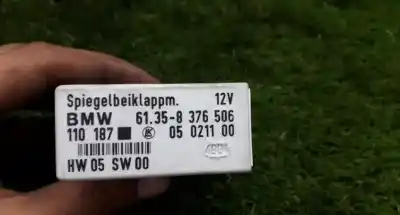 Spiegelbeiklappm. 12V
BMW 61.35-8 376 506
110 187 05 0211 00
HW 05 SW 00